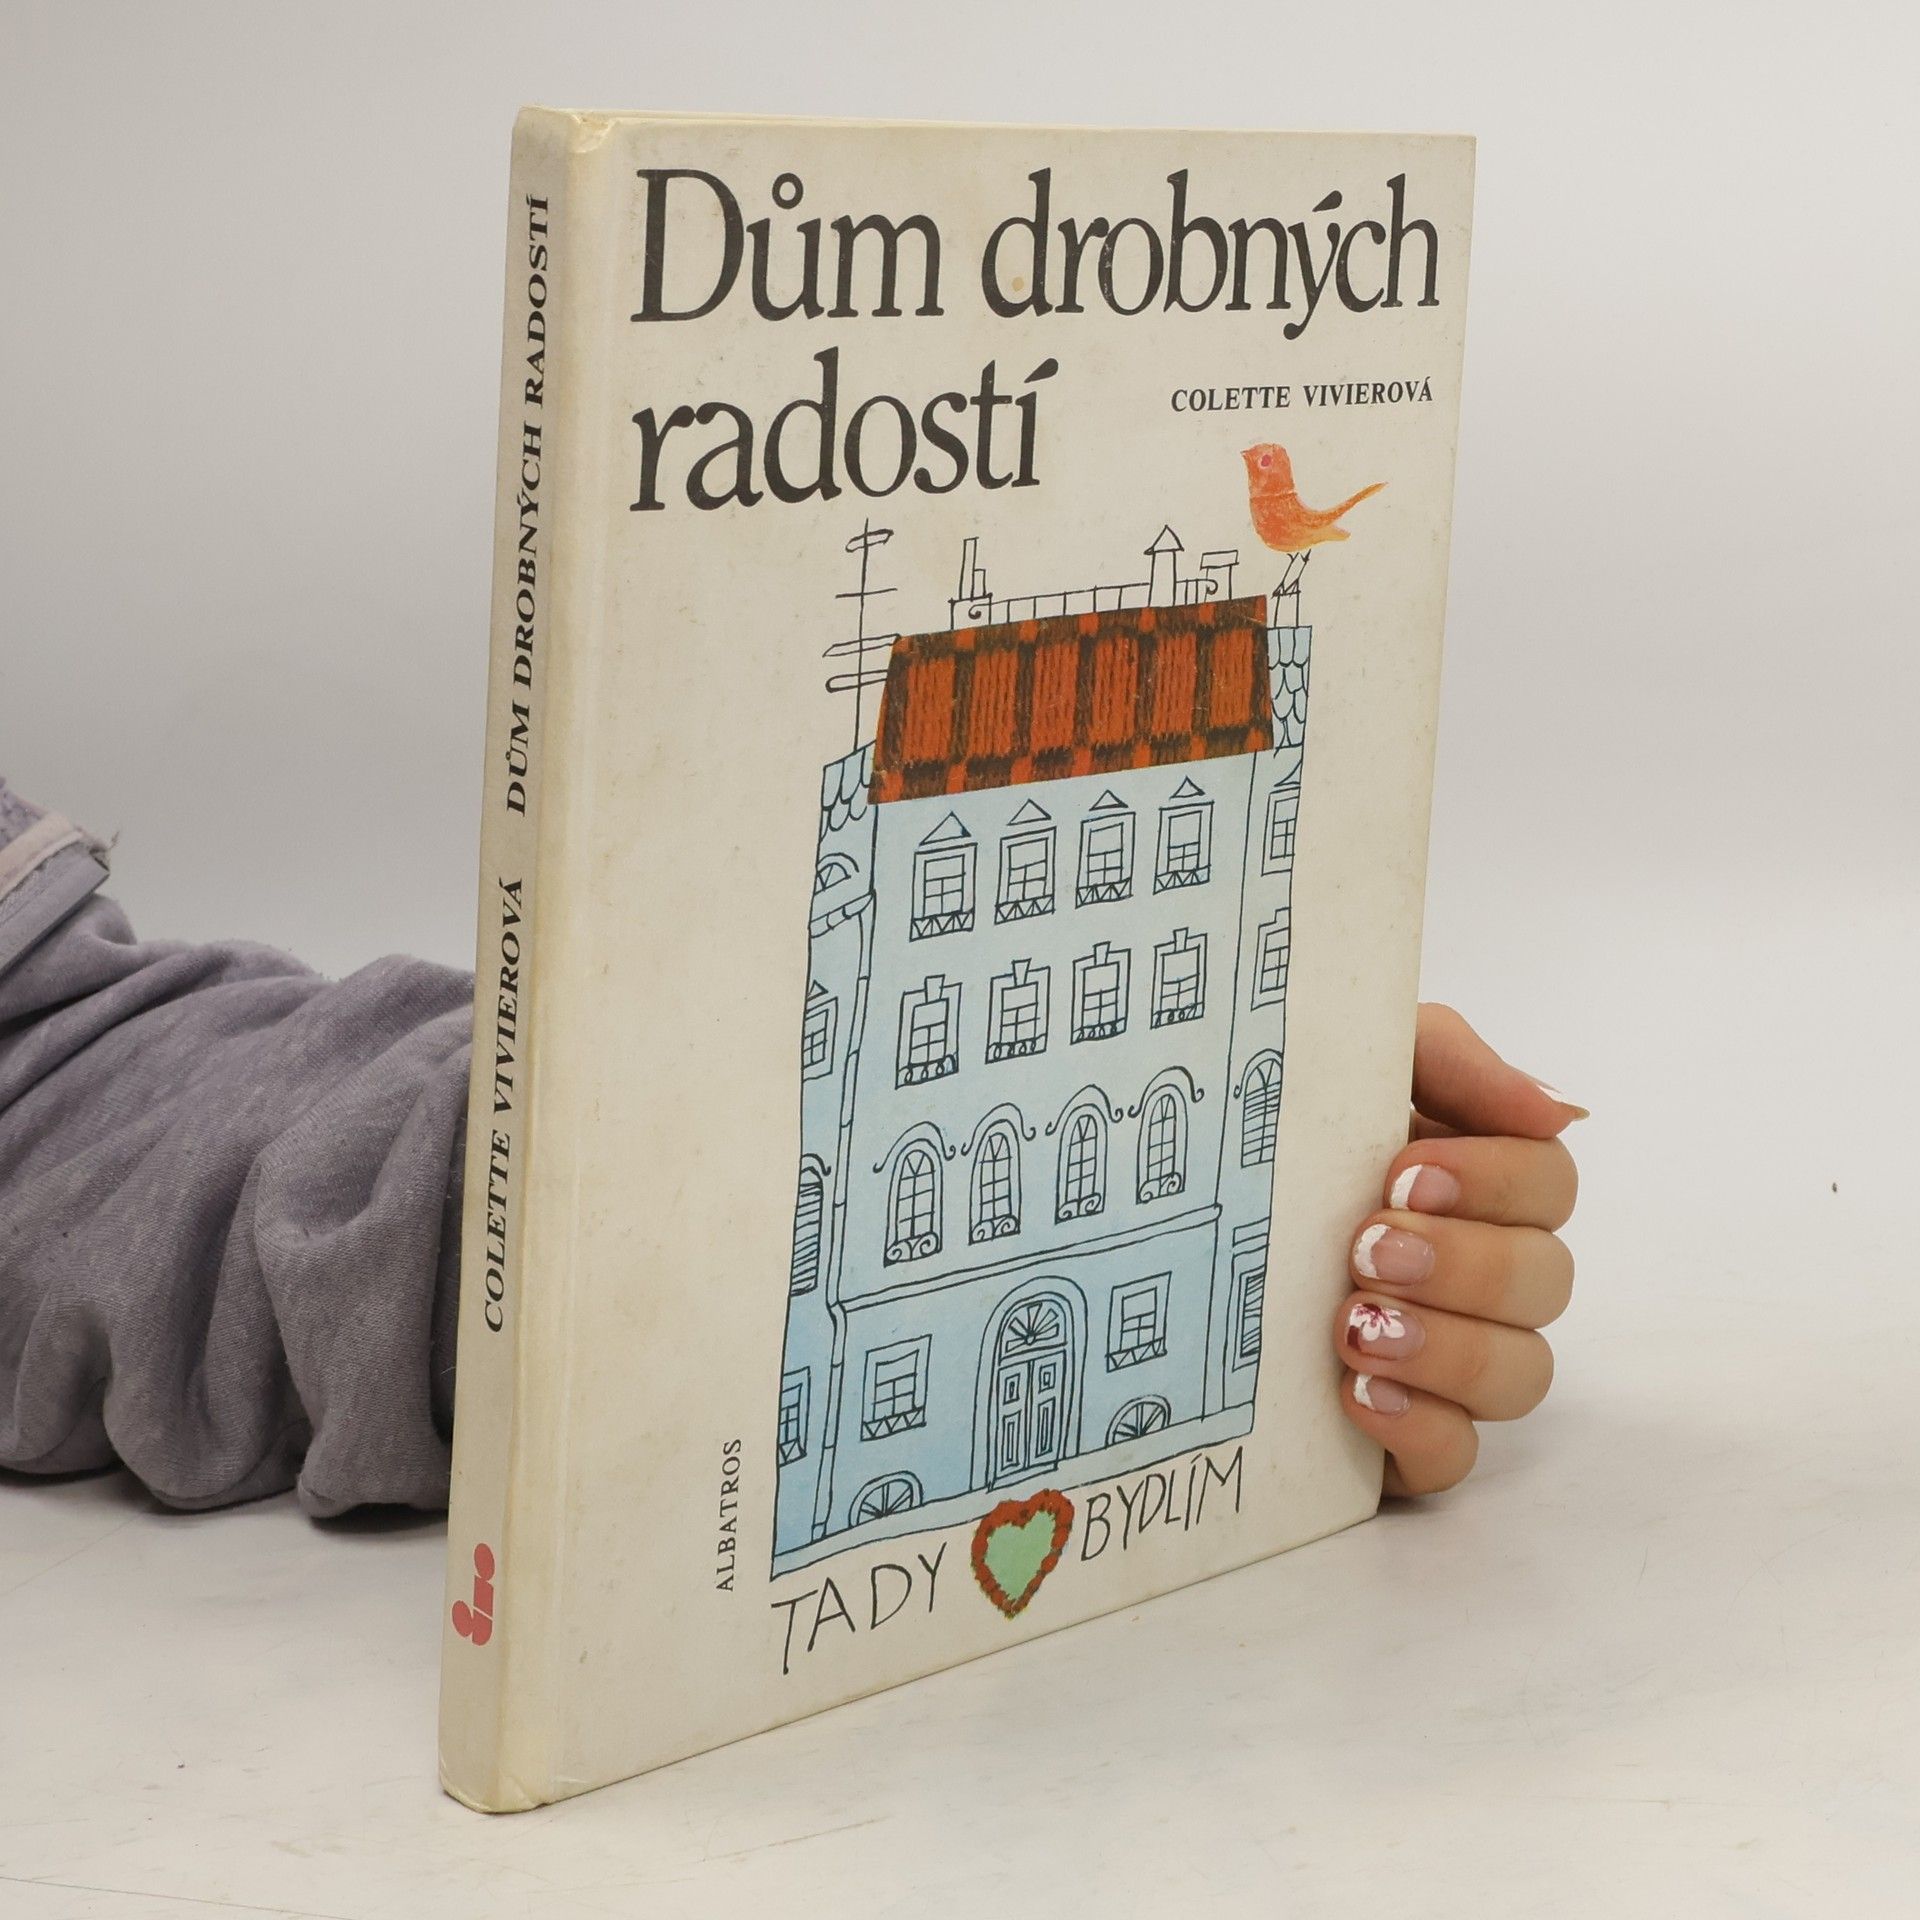 Dům drobných
radostí
COLETTE VIVIEROVÁ
TADY BYDLÍM
ALBATROS
COLETTE VIVIEROVÁ DŮM DROBNÝCH RADOSTÍ